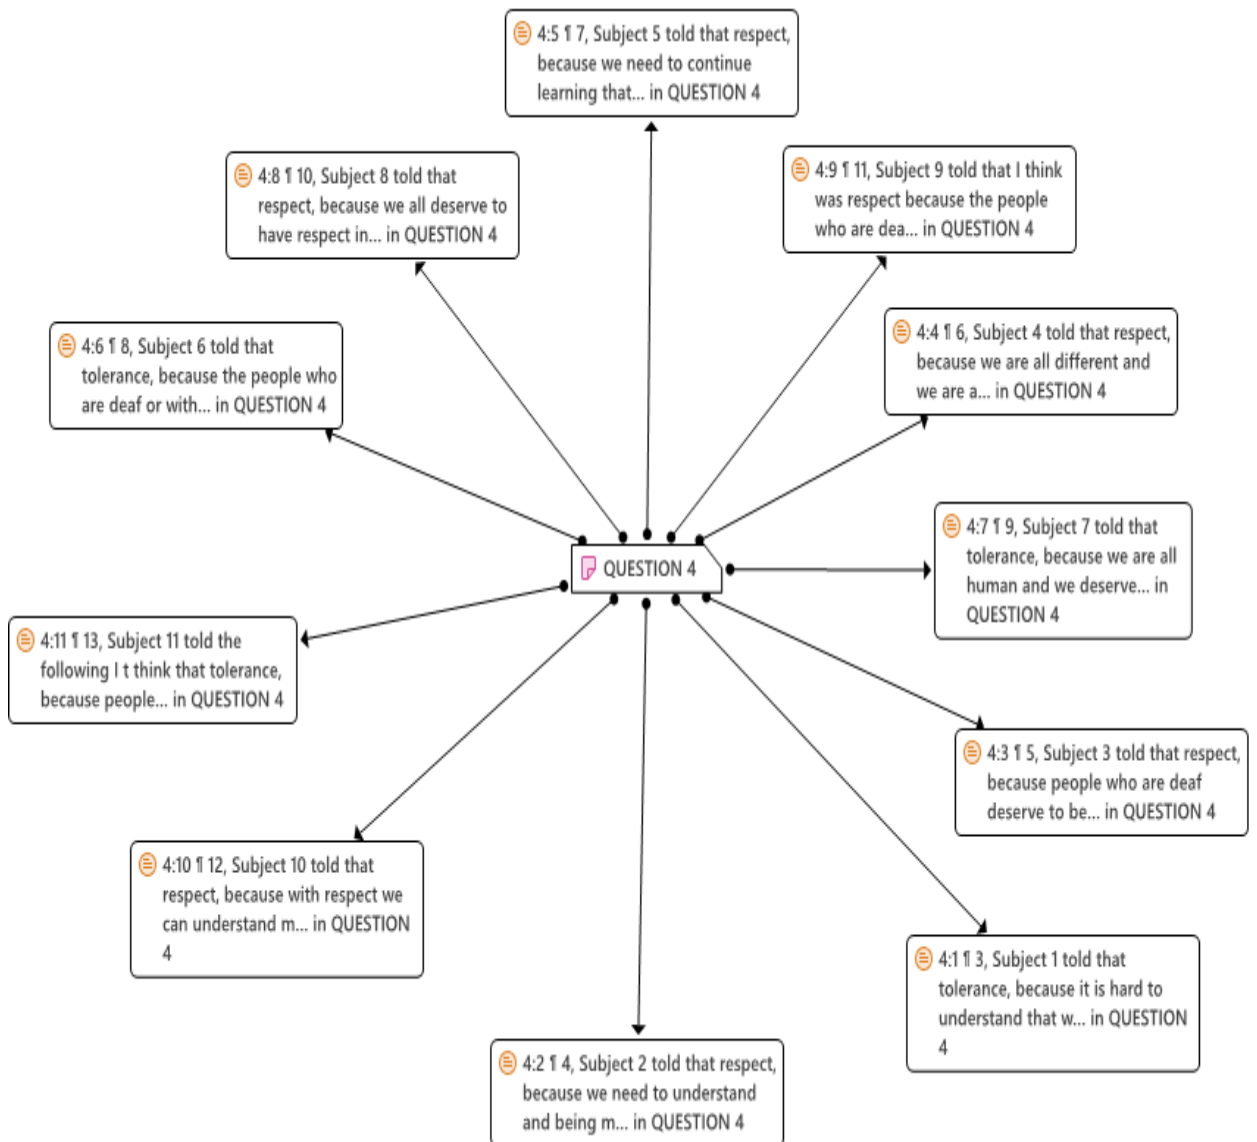 4:5 ¶ 7, Subject 5 told that respect,
because we need to continue
learning that... in QUESTION 4
4:8 ¶ 10, Subject 8 told that
respect, because we all deserve to
have respect in... in QUESTION 4
4:9 ¶ 11, Subject 9 told that I think
was respect because the people
who are dea... in QUESTION 4
4:6 ¶ 8, Subject 6 told that
tolerance, because the people who
are deaf or with... in QUESTION 4
4:4 ¶ 6, Subject 4 told that respect,
because we are all different and
we are a... in QUESTION 4
4:7 ¶ 9, Subject 7 told that
tolerance, because we are all
human and we deserve... in
QUESTION 4
QUESTION 4
4:11 ¶ 13, Subject 11 told the
following I t think that tolerance,
because people... in QUESTION 4
4:3 ¶ 5, Subject 3 told that respect,
because people who are deaf
deserve to be... in QUESTION 4
4:10 ¶ 12, Subject 10 told that
respect, because with respect we
can understand m... in QUESTION
4
4:1 ¶ 3, Subject 1 told that
tolerance, because it is hard to
understand that w... in QUESTION
4
4:2 ¶ 4, Subject 2 told that respect,
because we need to understand
and being m... in QUESTION 4